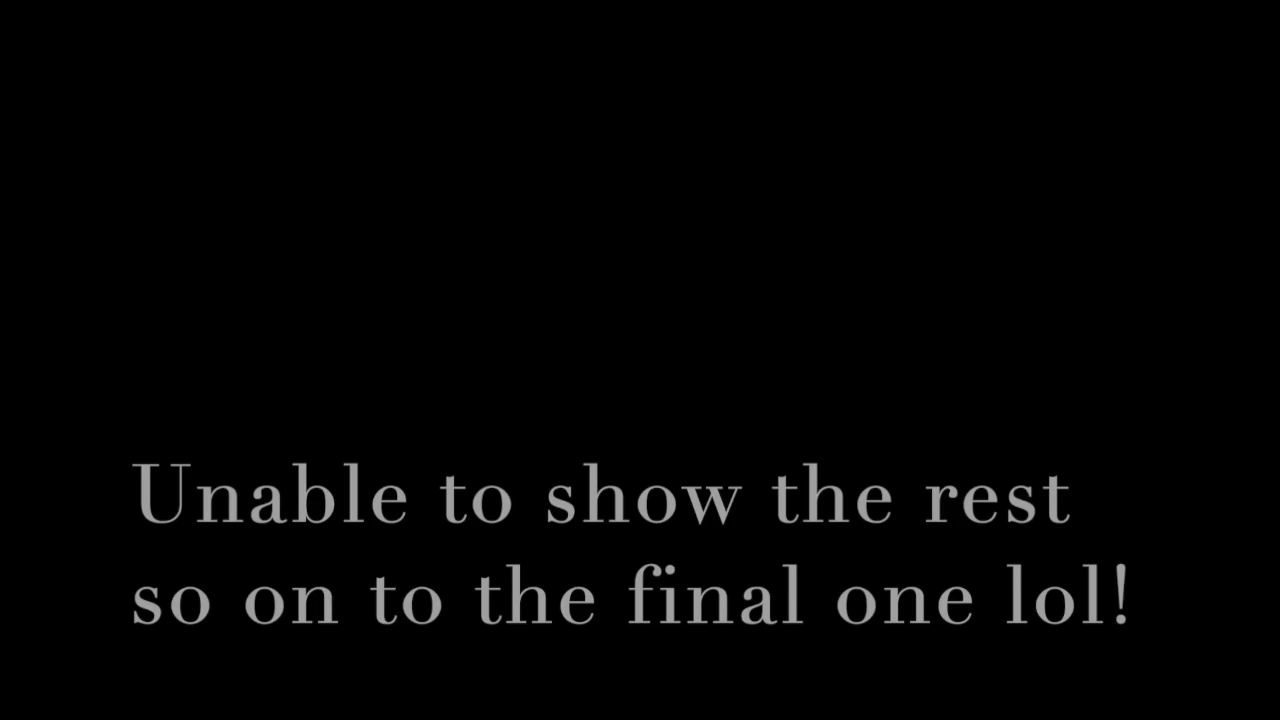 Unable to show the rest
so on to the final one lol!